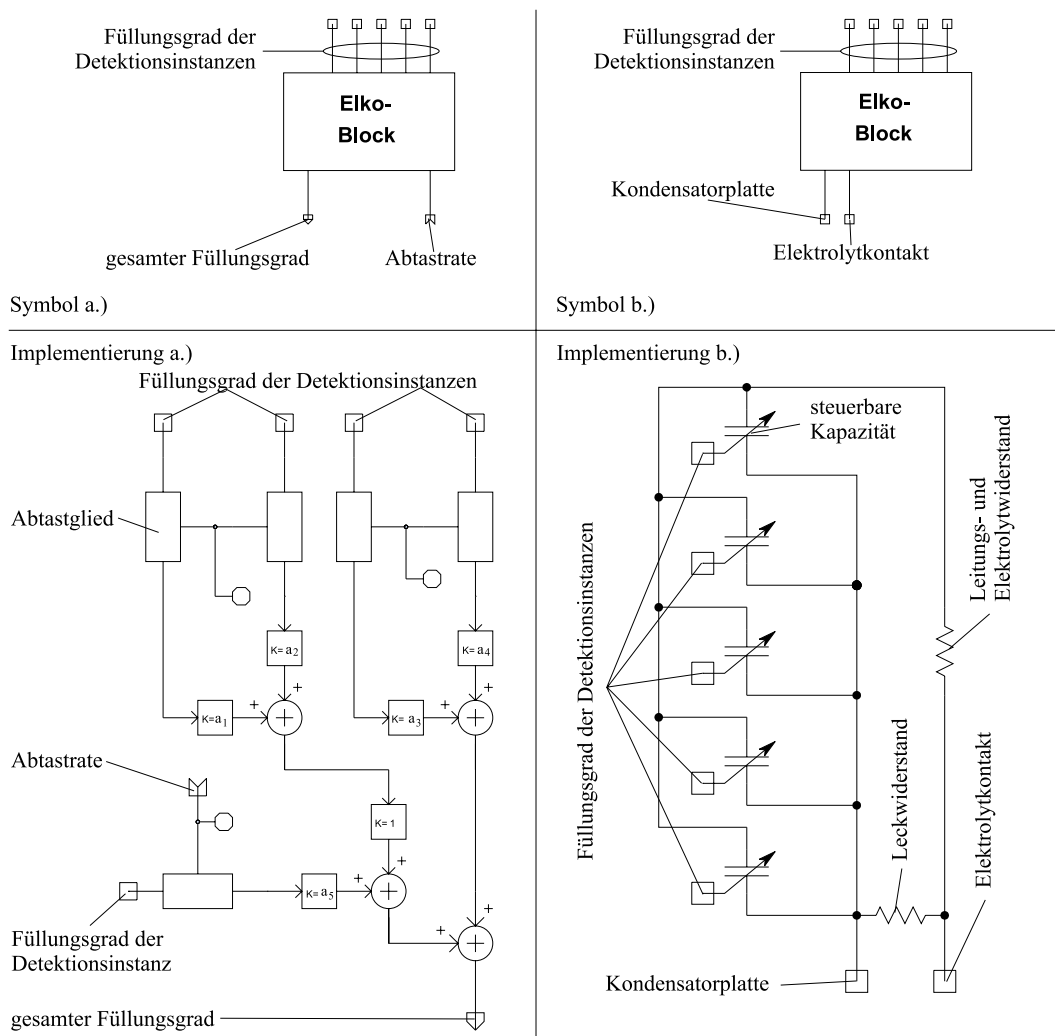 Füllungsgrad der
Detektionsinstanzen
Elko-
Block
gesamter Füllungsgrad
Abtastrate
Symbol a.)
Füllungsgrad der
Detektionsinstanzen
Elko-
Block
Kondensatorplatte
Elektrolytkontakt
Symbol b.)
Implementierung a.)
Füllungsgrad der Detektionsinstanzen
Abtastglied
K= a2
K= a4
+
+
K= a1
+
K= a3
+
Abtastrate
K= 1
+
K= a5
+
+
+
Füllungsgrad der
Detektionsinstanz
gesamter Füllungsgrad
Implementierung b.)
steuerbare
Kapazität
Füllungsgrad der Detektionsinstanzen
Leitungs- und
Elektrolytwiderstand
Leckwiderstand
Elektrolytkontakt
Kondensatorplatte